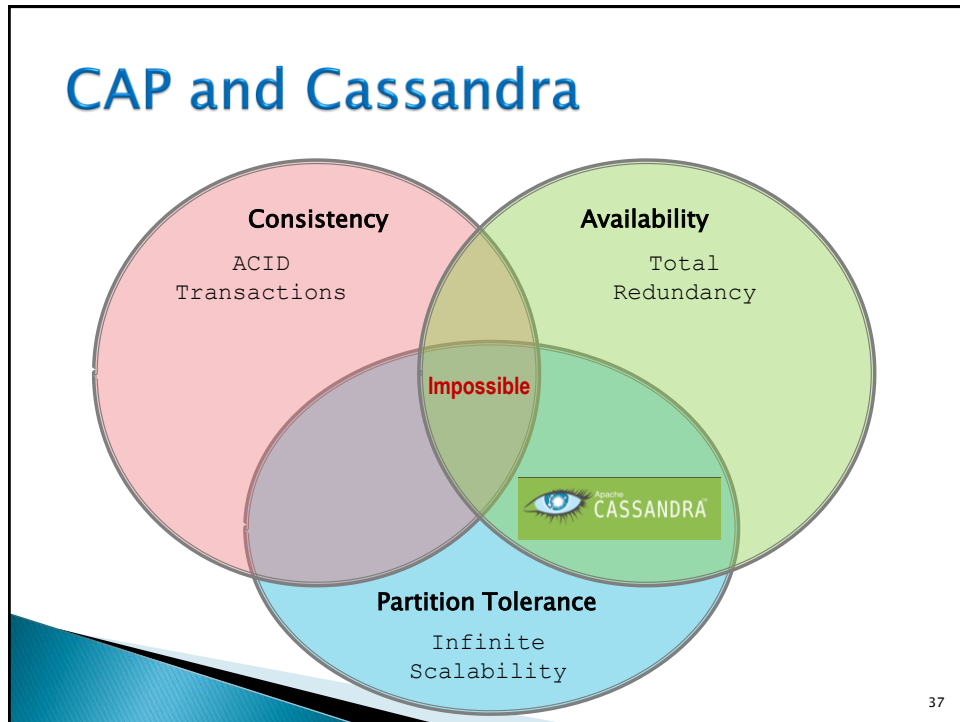 CAP and Cassandra
Consistency
ACID
Transactions
Availability
Total
Redundancy
Impossible
Apache
CASSANDRA
Partition Tolerance
Infinite
Scalability
37